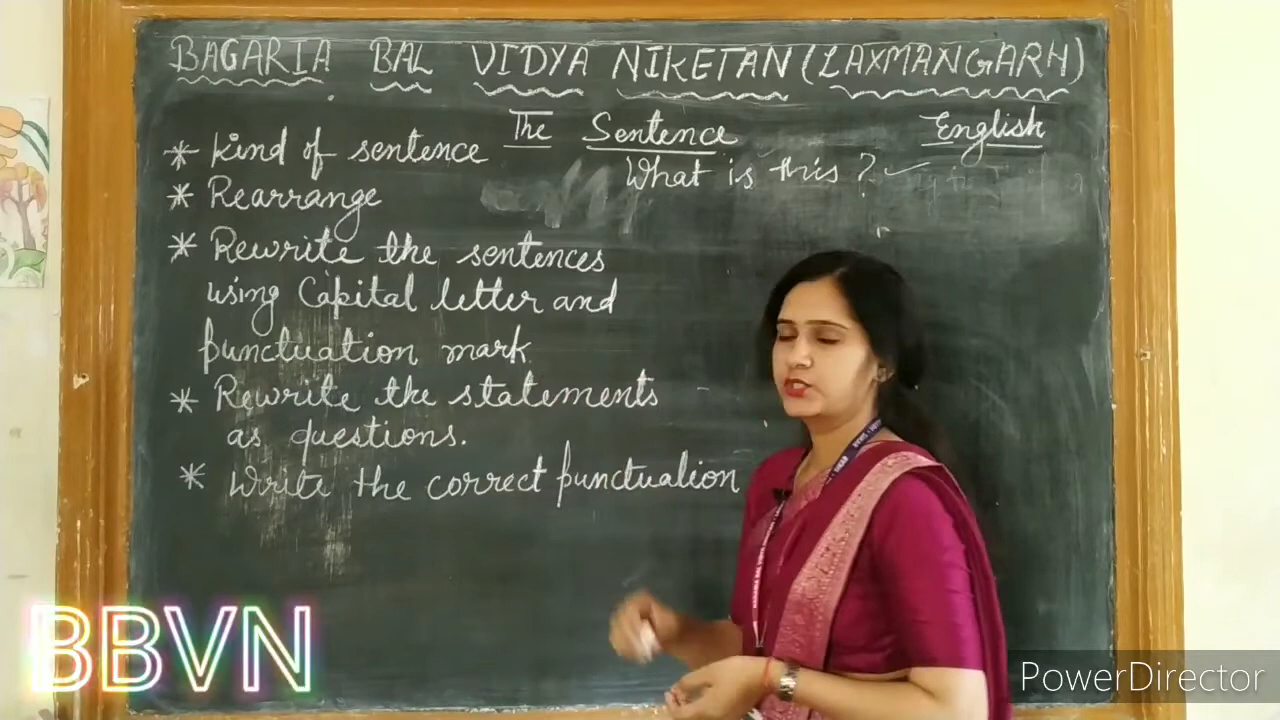 BAGARIA BAL VIDYA NIKETAN (LAXMANGARH)
The Sentence
English
What is this ?
* Kind of sentence
* Rearrange
* Rewrite the sentences
using Capital letter and
punctuation mark
* Rewrite the statements
as questions.
* Write the correct punctuation
BBVN
PowerDirector